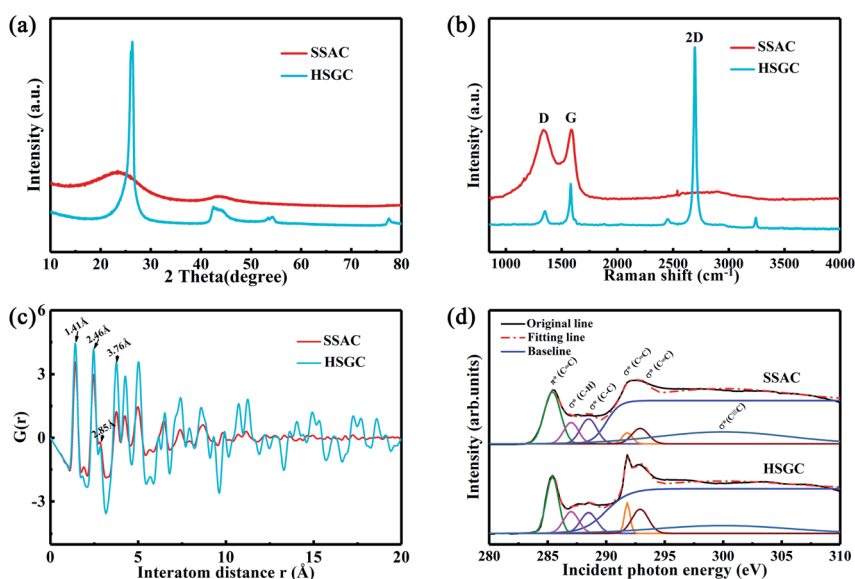 (a)
SSAC
HSGC
Intensity (a.u.)
10 20 30 40 50 60 70 80
2 Theta(degree)
(b)
2D
SSAC
HSGC
D G
Intensity (a.u.)
1000 1500 2000 2500 3000 3500 4000
Raman shift (cm⁻¹)
(c)
6
3
0
-3
-6
G(r)
1.41Å
2.46Å
3.76Å
2.85Å
SSAC
HSGC
0 5 10 15 20
Interatom distance r (Å)
(d)
Original line
Fitting line
Baseline
π* (C=C)
σ* (C-H)
σ* (C-C)
σ* (C=C)
σ* (C=C)
SSAC
σ*(C=C)
HSGC
Intensity (arb.units)
280 285 290 295 300 305 310
Incident photon energy (eV)